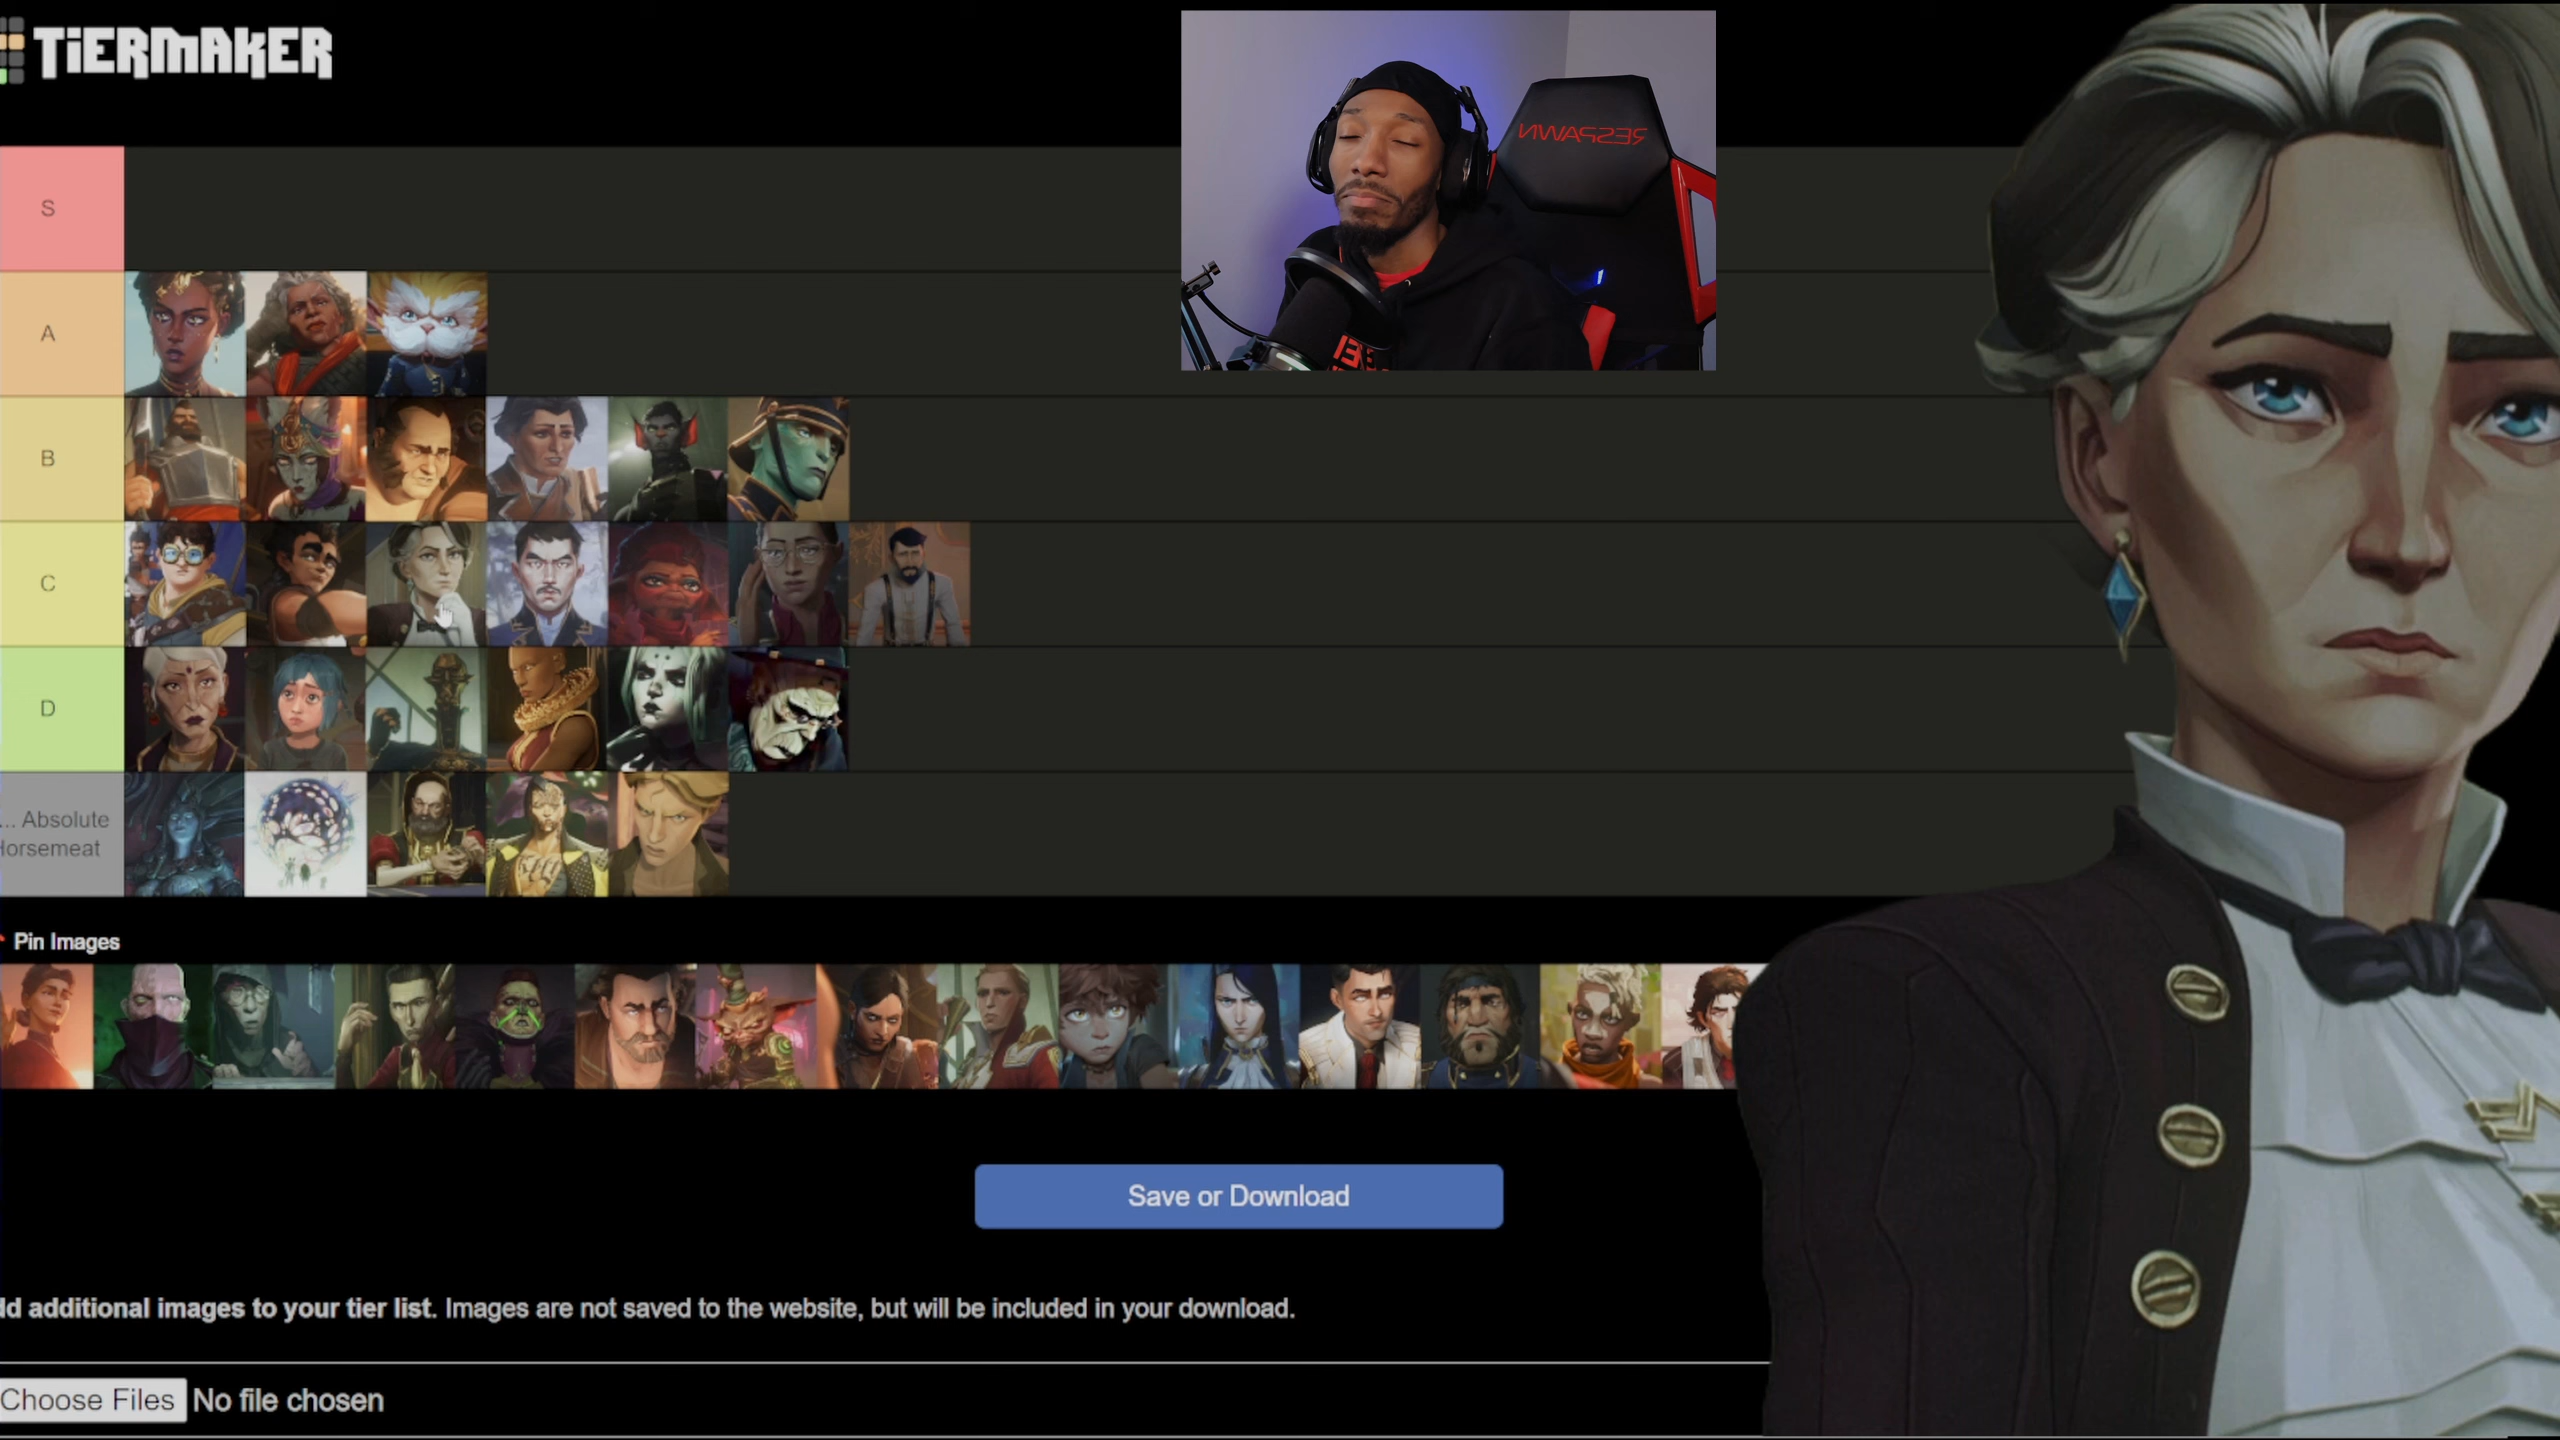 TiERMAKER
RESPAWN
S
A
B
C
D
... Absolute
Horsemeat
Pin Images
Save or Download
dd additional images to your tier list. Images are not saved to the website, but will be included in your download.
Choose Files No file chosen